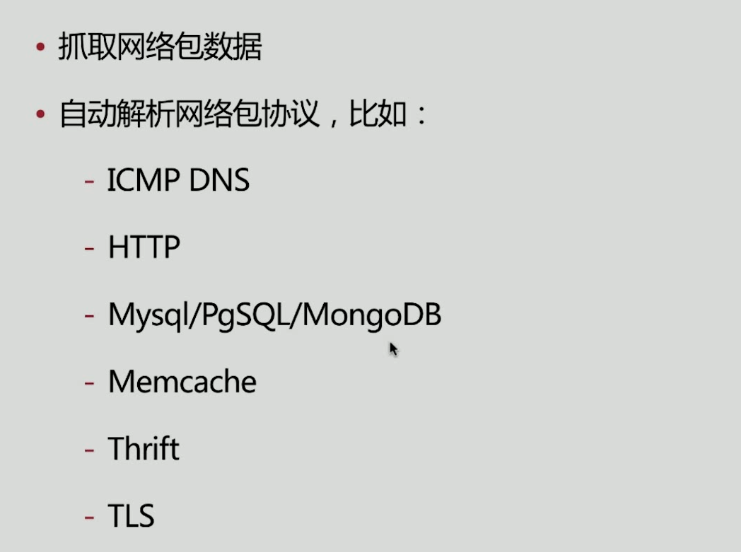 • 抓取网络包数据
• 自动解析网络包协议，比如：
- ICMP DNS
- HTTP
- Mysql/PgSQL/MongoDB
- Memcache
- Thrift
- TLS